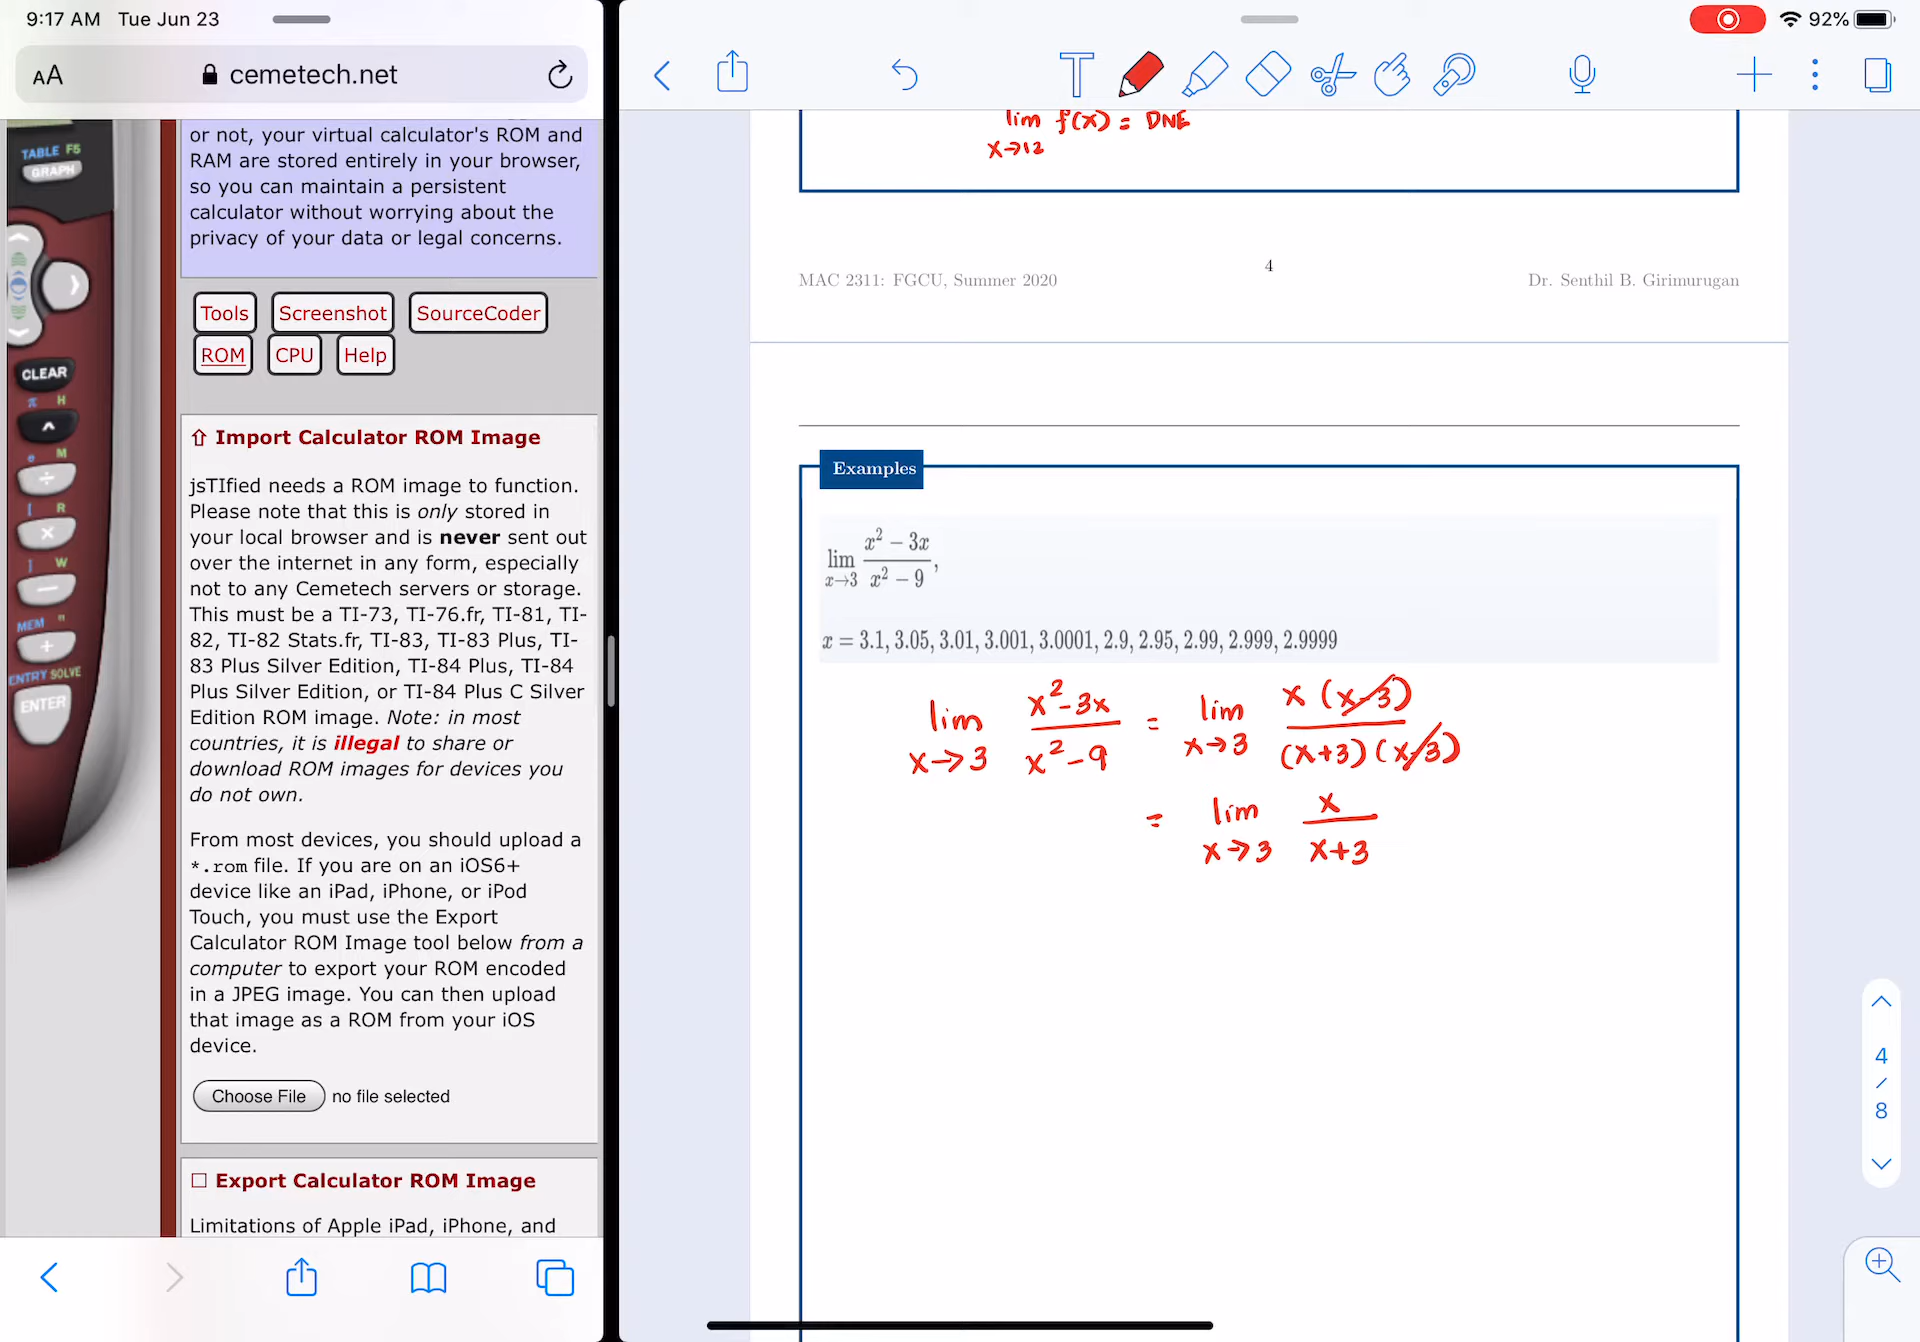 9:17 AM Tue Jun 23
92%
AA
cemetech.net
TABLE F5
GRAPH
CLEAR
π H
^
e M
÷
[ R
×
] W
−
MEM "
+
ENTRY SOLVE
ENTER
or not, your virtual calculator's ROM and
RAM are stored entirely in your browser,
so you can maintain a persistent
calculator without worrying about the
privacy of your data or legal concerns.
Tools Screenshot SourceCoder
ROM CPU Help
⇧ Import Calculator ROM Image
jsTIfied needs a ROM image to function.
Please note that this is only stored in
your local browser and is never sent out
over the internet in any form, especially
not to any Cemetech servers or storage.
This must be a TI-73, TI-76.fr, TI-81, TI-
82, TI-82 Stats.fr, TI-83, TI-83 Plus, TI-
83 Plus Silver Edition, TI-84 Plus, TI-84
Plus Silver Edition, or TI-84 Plus C Silver
Edition ROM image. Note: in most
countries, it is illegal to share or
download ROM images for devices you
do not own.
From most devices, you should upload a
*.rom file. If you are on an iOS6+
device like an iPad, iPhone, or iPod
Touch, you must use the Export
Calculator ROM Image tool below from a
computer to export your ROM encoded
in a JPEG image. You can then upload
that image as a ROM from your iOS
device.
Choose File no file selected
Export Calculator ROM Image
Limitations of Apple iPad, iPhone, and
T
lim f(x) = DNE
x→12
4
MAC 2311: FGCU, Summer 2020 Dr. Senthil B. Girimurugan
Examples
lim x→3 (x² − 3x)/(x² − 9),
x = 3.1, 3.05, 3.01, 3.001, 3.0001, 2.9, 2.95, 2.99, 2.999, 2.9999
lim x→3 (x²-3x)/(x²-9) = lim x→3 x(x-3)/(x+3)(x-3)
= lim x→3 x/(x+3)
4
/
8